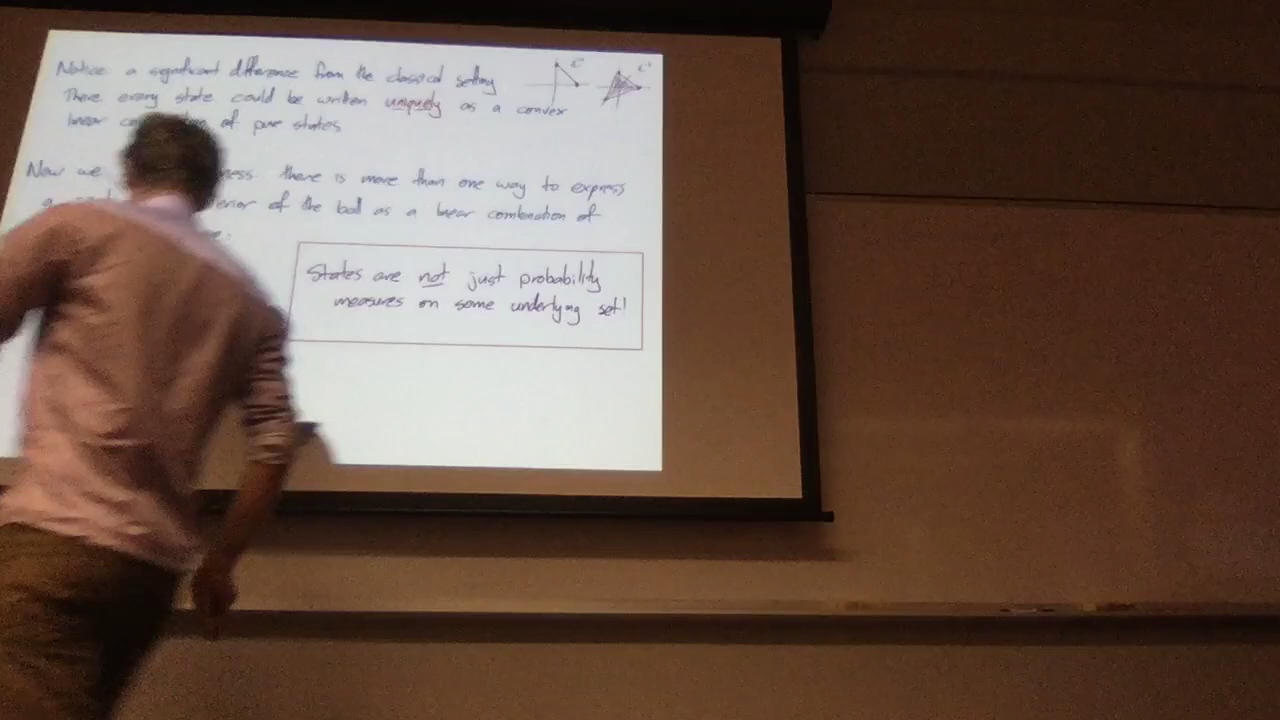 Notice a significant difference from the classical setting
There every state could be written uniquely as a convex
linear of pure states
Now we there is more than one way to express
of the ball as a linear combination of
States are not just probability
measures on some underlying set!